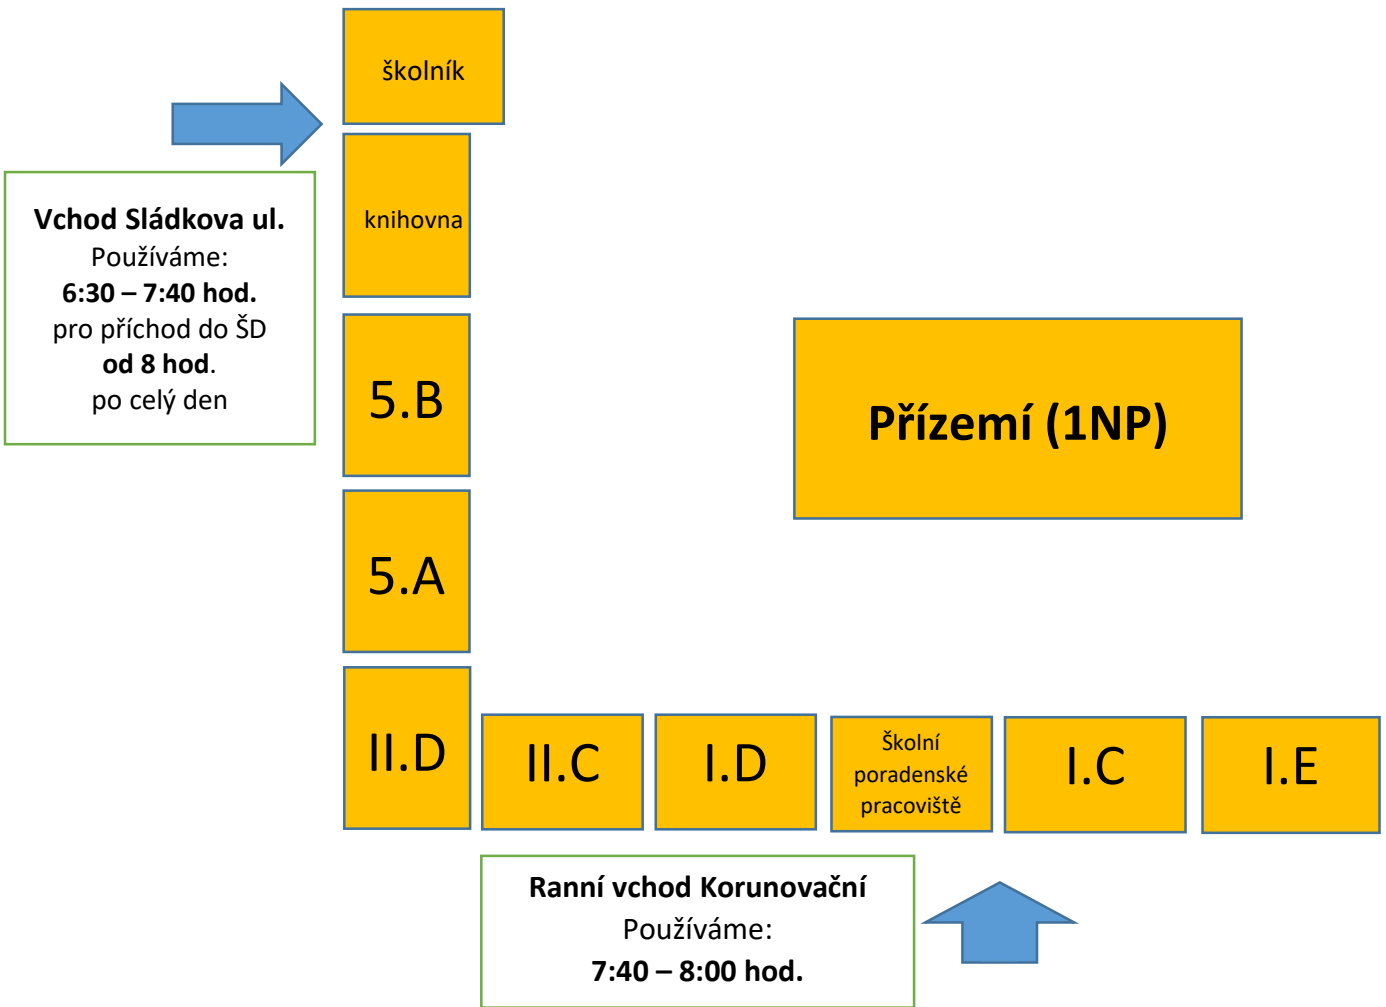 školník
Vchod Sládkova ul.
Používáme:
6:30 – 7:40 hod.
pro příchod do ŠD
od 8 hod.
po celý den
knihovna
5.B
Přízemí (1NP)
5.A
II.D
II.C
I.D
Školní
poradenské
pracoviště
I.C
I.E
Ranní vchod Korunovační
Používáme:
7:40 – 8:00 hod.